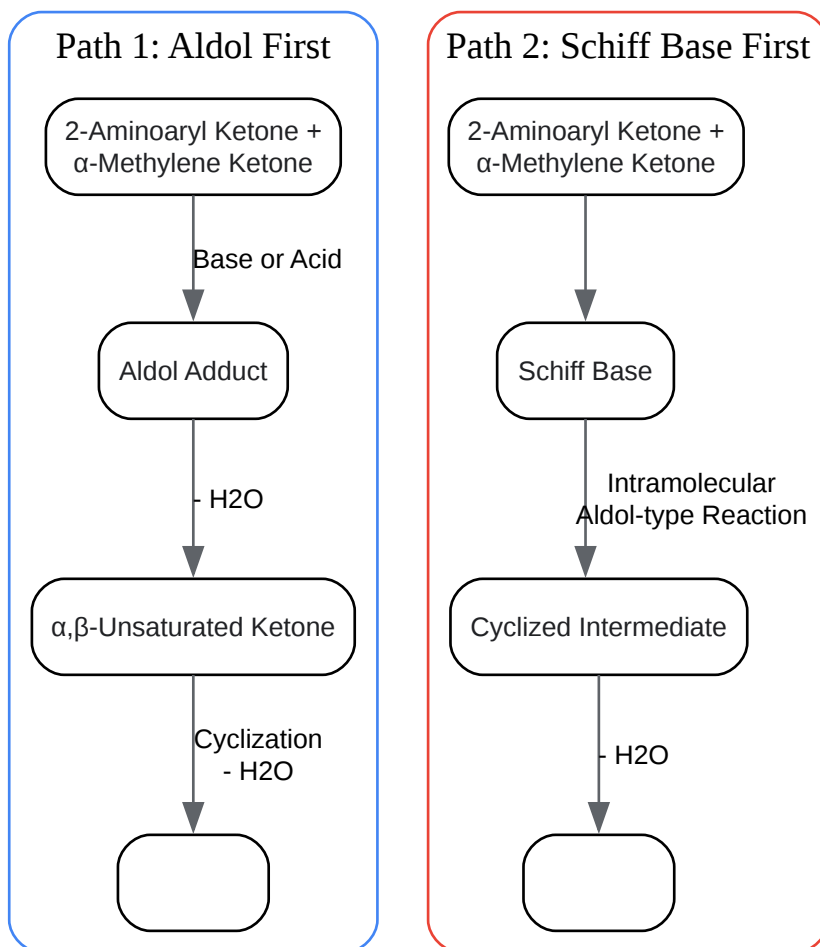 Path 1: Aldol First
2-Aminoaryl Ketone +
α-Methylene Ketone
Base or Acid
Aldol Adduct
- H2O
α,β-Unsaturated Ketone
Cyclization
- H2O
Path 2: Schiff Base First
2-Aminoaryl Ketone +
α-Methylene Ketone
Schiff Base
Intramolecular
Aldol-type Reaction
Cyclized Intermediate
- H2O